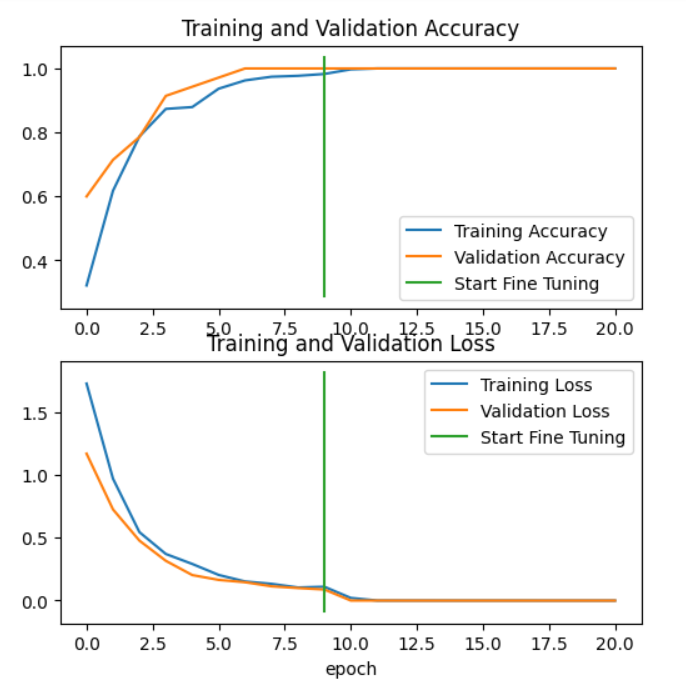 Training and Validation Accuracy
1.0
0.8
0.6
0.4
Training Accuracy
Validation Accuracy
Start Fine Tuning
0.0 2.5 5.0 7.5 10.0 12.5 15.0 17.5 20.0
Training and Validation Loss
1.5
1.0
0.5
0.0
Training Loss
Validation Loss
Start Fine Tuning
0.0 2.5 5.0 7.5 10.0 12.5 15.0 17.5 20.0
epoch